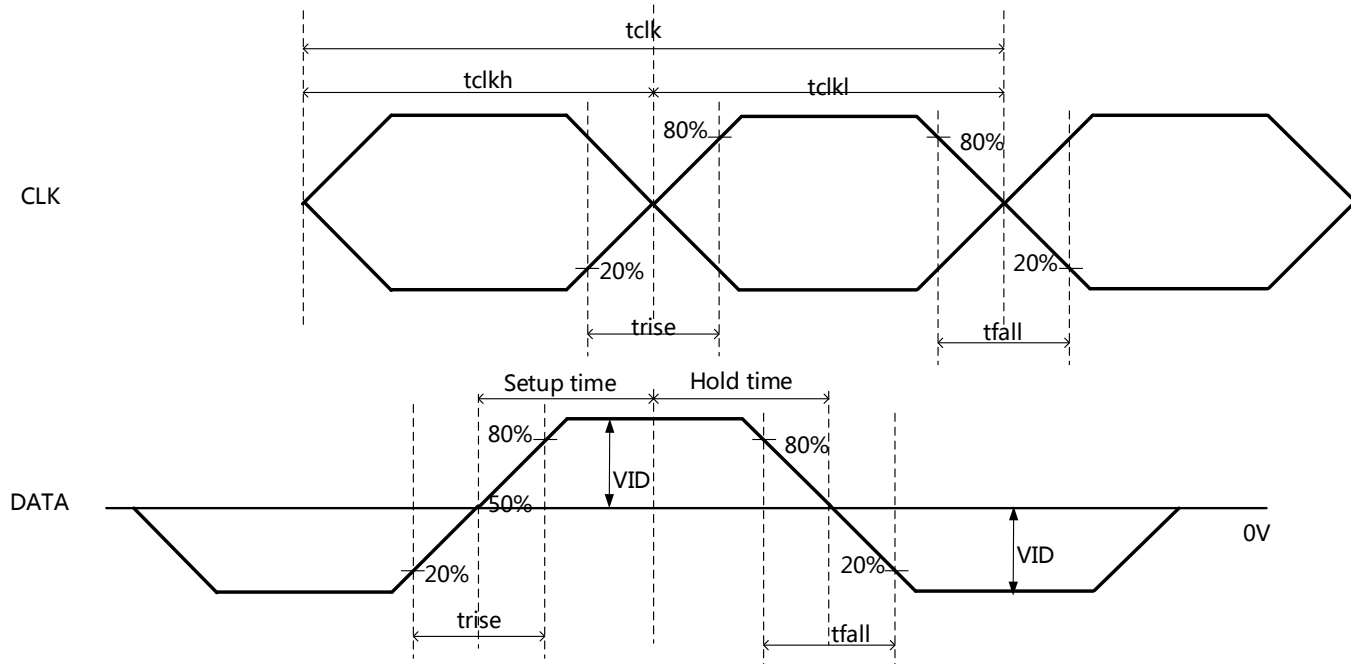 tclk
tclkh
tclkl
80%
80%
CLK
20%
20%
trise
tfall
Setup time
Hold time
80%
80%
VID
DATA
50%
0V
VID
20%
20%
trise
tfall